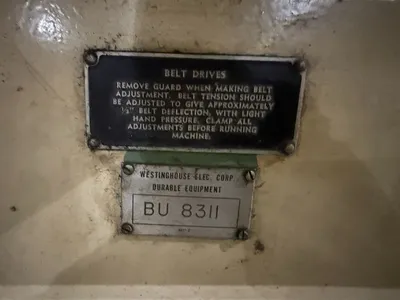 BELT DRIVES
REMOVE GUARD WHEN MAKING BELT
ADJUSTMENT. BELT TENSION SHOULD
BE ADJUSTED TO GIVE APPROXIMATELY
½" BELT DEFLECTION, WITH LIGHT
HAND PRESSURE. CLAMP ALL
ADJUSTMENTS BEFORE RUNNING
MACHINE.
WESTINGHOUSE ELEC. CORP.
DURABLE EQUIPMENT
BU 8311